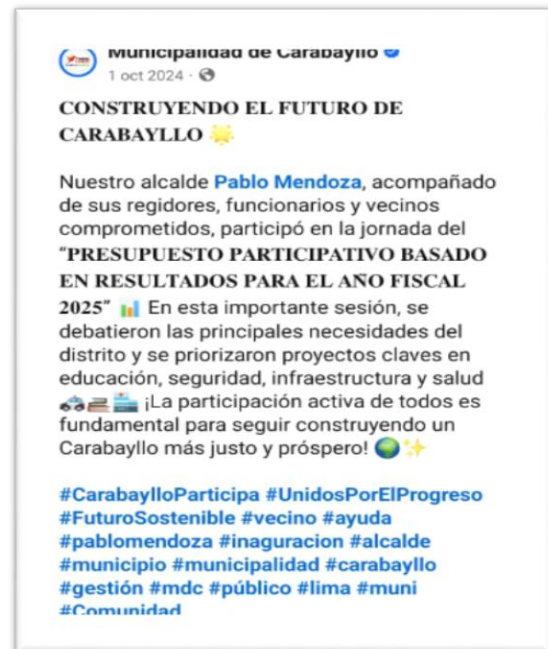 Municipalidad de Carabayllo
1 oct 2024 ·
CONSTRUYENDO EL FUTURO DE
CARABAYLLO 🌟
Nuestro alcalde Pablo Mendoza, acompañado
de sus regidores, funcionarios y vecinos
comprometidos, participó en la jornada del
"PRESUPUESTO PARTICIPATIVO BASADO
EN RESULTADOS PARA EL AÑO FISCAL
2025" 📊 En esta importante sesión, se
debatieron las principales necesidades del
distrito y se priorizaron proyectos claves en
educación, seguridad, infraestructura y salud
🚓📚🏥 ¡La participación activa de todos es
fundamental para seguir construyendo un
Carabayllo más justo y próspero! 🌍✨
#CarabaylloParticipa #UnidosPorElProgreso
#FuturoSostenible #vecino #ayuda
#pablomendoza #inaguracion #alcalde
#municipio #municipalidad #carabayllo
#gestión #mdc #público #lima #muni
#Comunidad